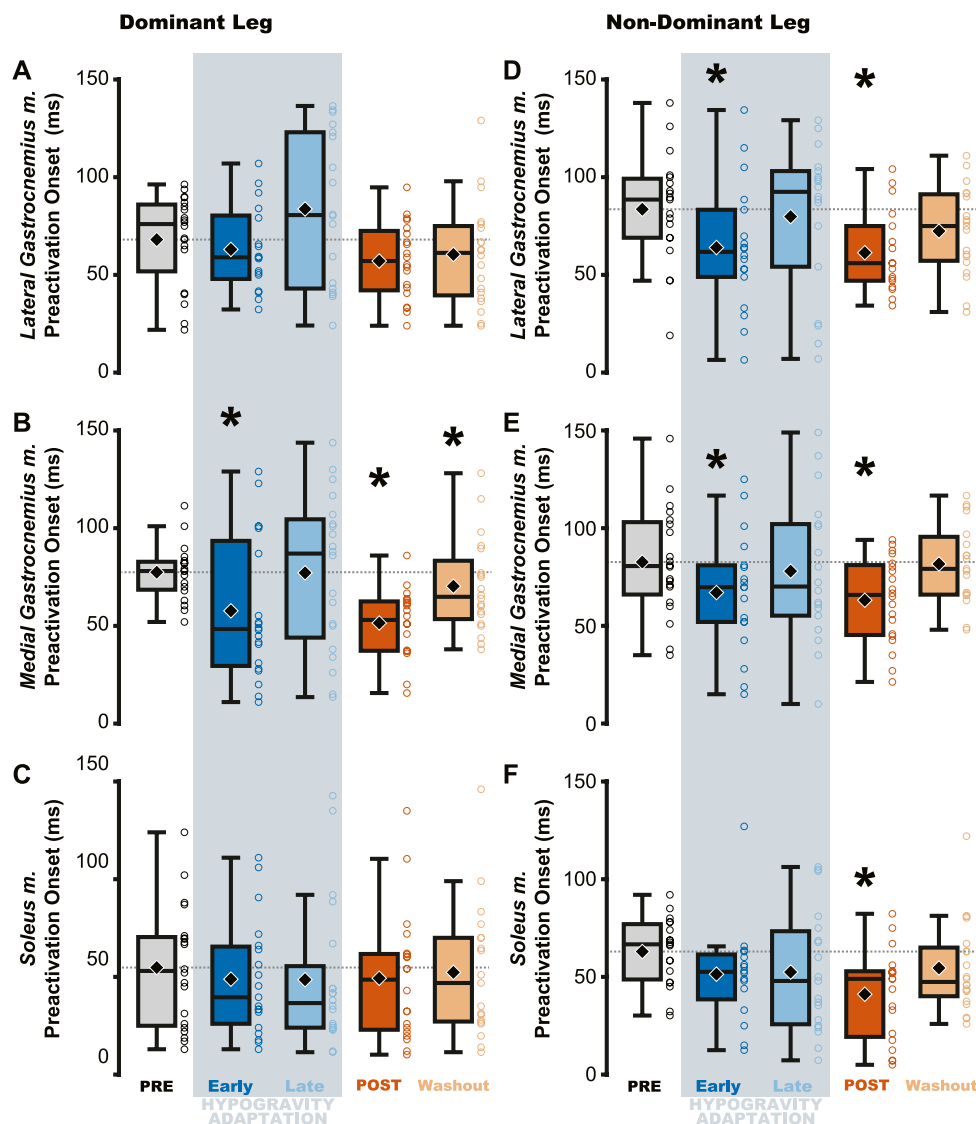 Dominant Leg
Non-Dominant Leg
A
Lateral Gastrocnemius m.
Preactivation Onset (ms)
150
100
50
0
D
Lateral Gastrocnemius m.
Preactivation Onset (ms)
150
100
50
0
*
*
B
Medial Gastrocnemius m.
Preactivation Onset (ms)
150
100
50
0
*
*
*
E
Medial Gastrocnemius m.
Preactivation Onset (ms)
150
100
50
0
*
*
C
Soleus m.
Preactivation Onset (ms)
150
100
50
0
F
Soleus m.
Preactivation Onset (ms)
150
100
50
0
*
PRE Early Late POST Washout
HYPOGRAVITY
ADAPTATION
PRE Early Late POST Washout
HYPOGRAVITY
ADAPTATION